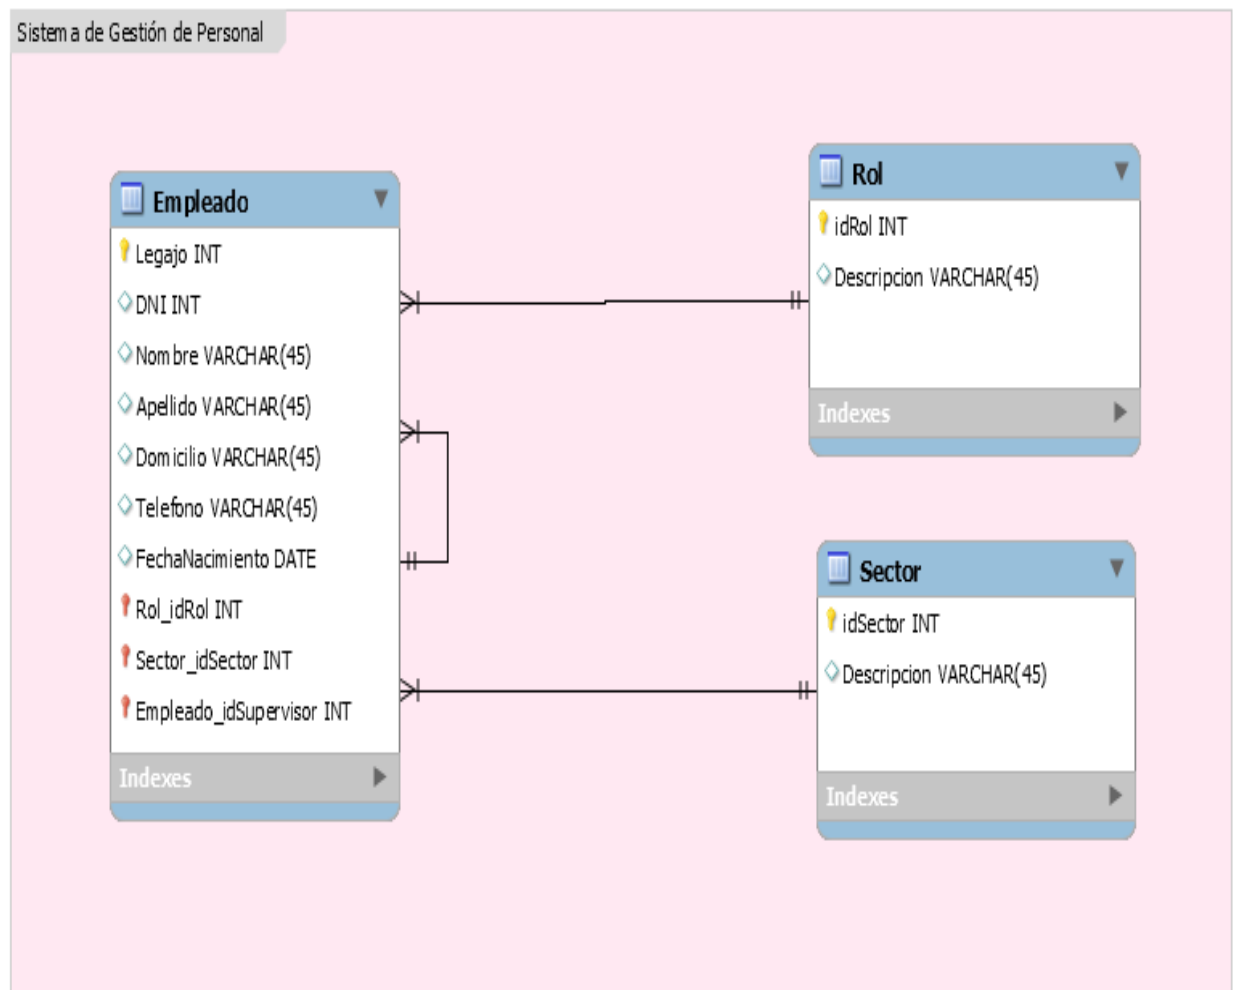 Sistema de Gestión de Personal
Empleado
Legajo INT
DNI INT
Nombre VARCHAR(45)
Apellido VARCHAR(45)
Domicilio VARCHAR(45)
Telefono VARCHAR(45)
FechaNacimiento DATE
Rol_idRol INT
Sector_idSector INT
Empleado_idSupervisor INT
Indexes
Rol
idRol INT
Descripcion VARCHAR(45)
Indexes
Sector
idSector INT
Descripcion VARCHAR(45)
Indexes